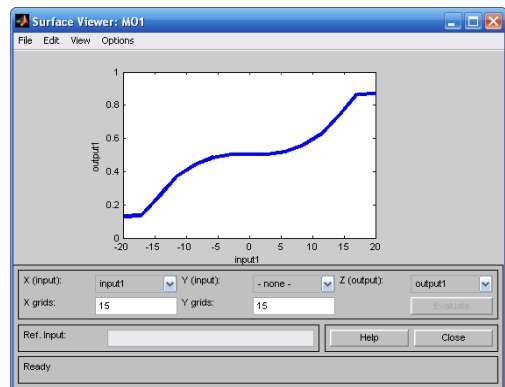 Surface Viewer: MO1
File Edit View Options
1
0.8
0.6
0.4
0.2
0
output1
-20 -15 -10 -5 0 5 10 15 20
input1
X (input): input1 Y (input): - none - Z (output): output1
X grids: 15 Y grids: 15 Evaluate
Ref. Input: Help Close
Ready